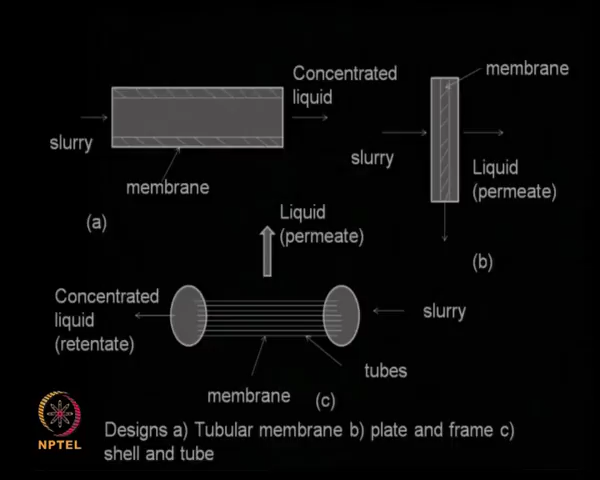 Concentrated
liquid
slurry
membrane
(a)
membrane
slurry
Liquid
(permeate)
(b)
Liquid
(permeate)
Concentrated
liquid
(retentate)
slurry
tubes
membrane
(c)
Designs a) Tubular membrane b) plate and frame c)
shell and tube
NPTEL